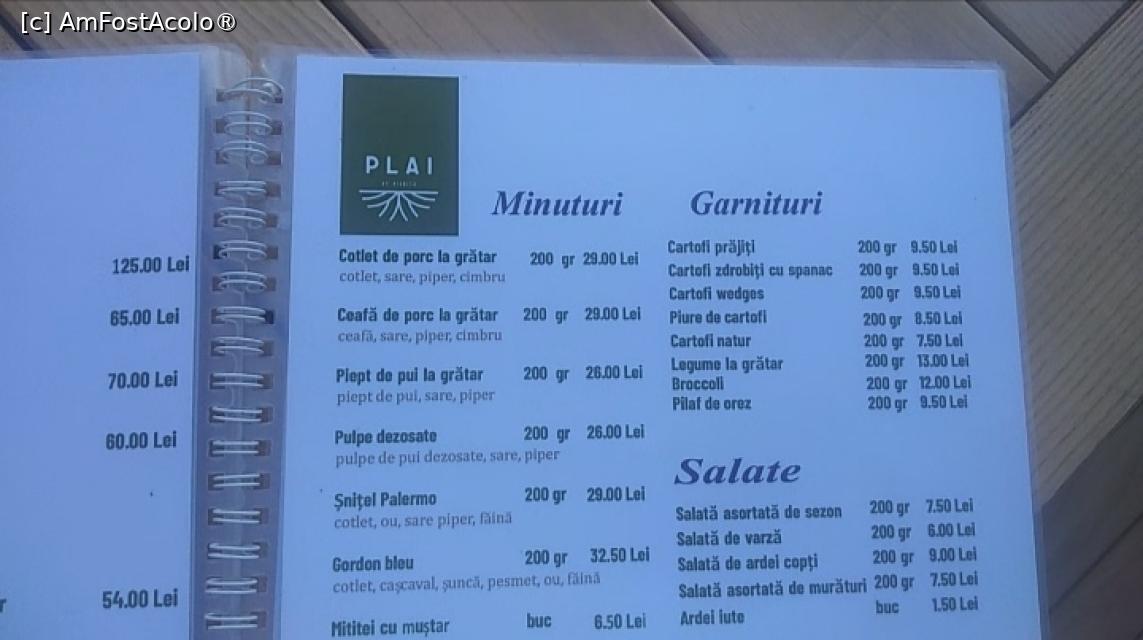 [c] AmFostAcolo®
125.00 Lei
65.00 Lei
70.00 Lei
60.00 Lei
54.00 Lei
PLAI
Minuturi
Cotlet de porc la grătar 200 gr 29.00 Lei
cotlet, sare, piper, cimbru
Ceafă de porc la grătar 200 gr 29.00 Lei
ceafă, sare, piper, cimbru
Piept de pui la grătar 200 gr 26.00 Lei
piept de pui, sare, piper
Pulpe dezosate 200 gr 26.00 Lei
pulpe de pui dezosate, sare, piper
Șnițel Palermo 200 gr 29.00 Lei
cotlet, ou, sare piper, făină
Gordon bleu 200 gr 32.50 Lei
cotlet, cașcaval, șuncă, pesmet, ou, făină
Mititei cu muștar buc 6.50 Lei
Garnituri
Cartofi prăjiți 200 gr 9.50 Lei
Cartofi zdrobiți cu spanac 200 gr 9.50 Lei
Cartofi wedges 200 gr 9.50 Lei
Piure de cartofi 200 gr 8.50 Lei
Cartofi natur 200 gr 7.50 Lei
Legume la grătar 200 gr 13.00 Lei
Broccoli 200 gr 12.00 Lei
Pilaf de orez 200 gr 9.50 Lei
Salate
Salată asortată de sezon 200 gr 7.50 Lei
Salată de varză 200 gr 6.00 Lei
Salată de ardei copți 200 gr 9.00 Lei
Salată asortată de murături 200 gr 7.50 Lei
Ardei iute buc 1.50 Lei